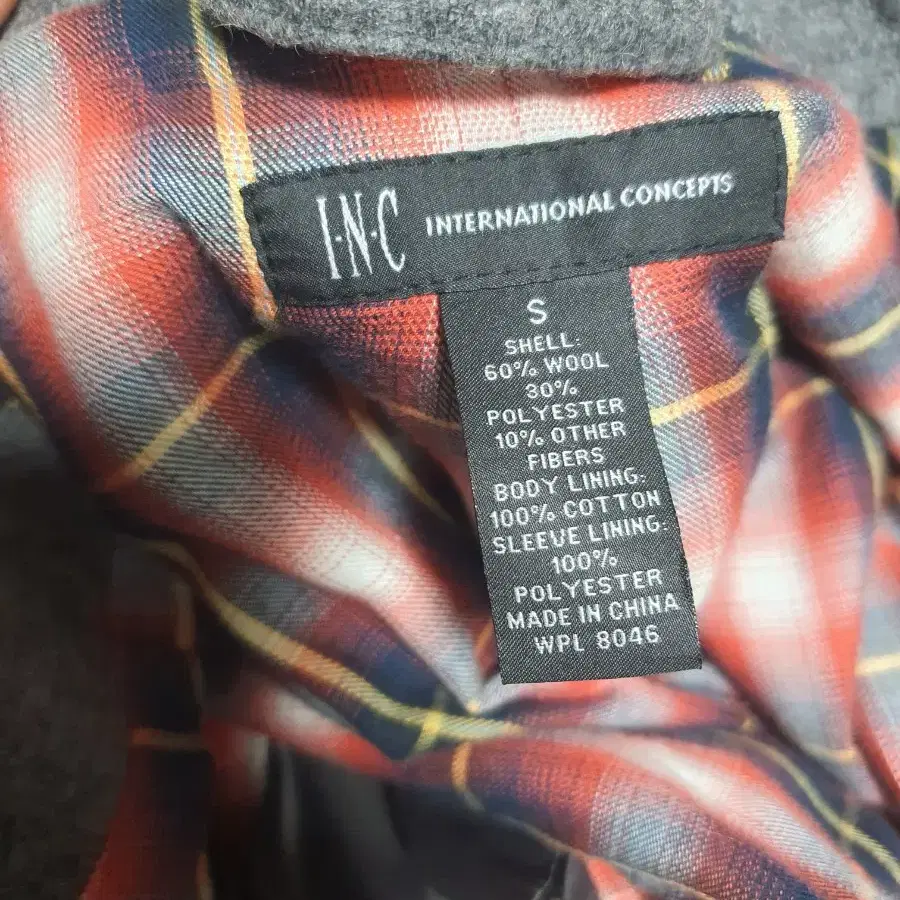 I·N·C INTERNATIONAL CONCEPTS
S
SHELL:
60% WOOL
30%
POLYESTER
10% OTHER
FIBERS
BODY LINING:
100% COTTON
SLEEVE LINING:
100%
POLYESTER
MADE IN CHINA
WPL 8046